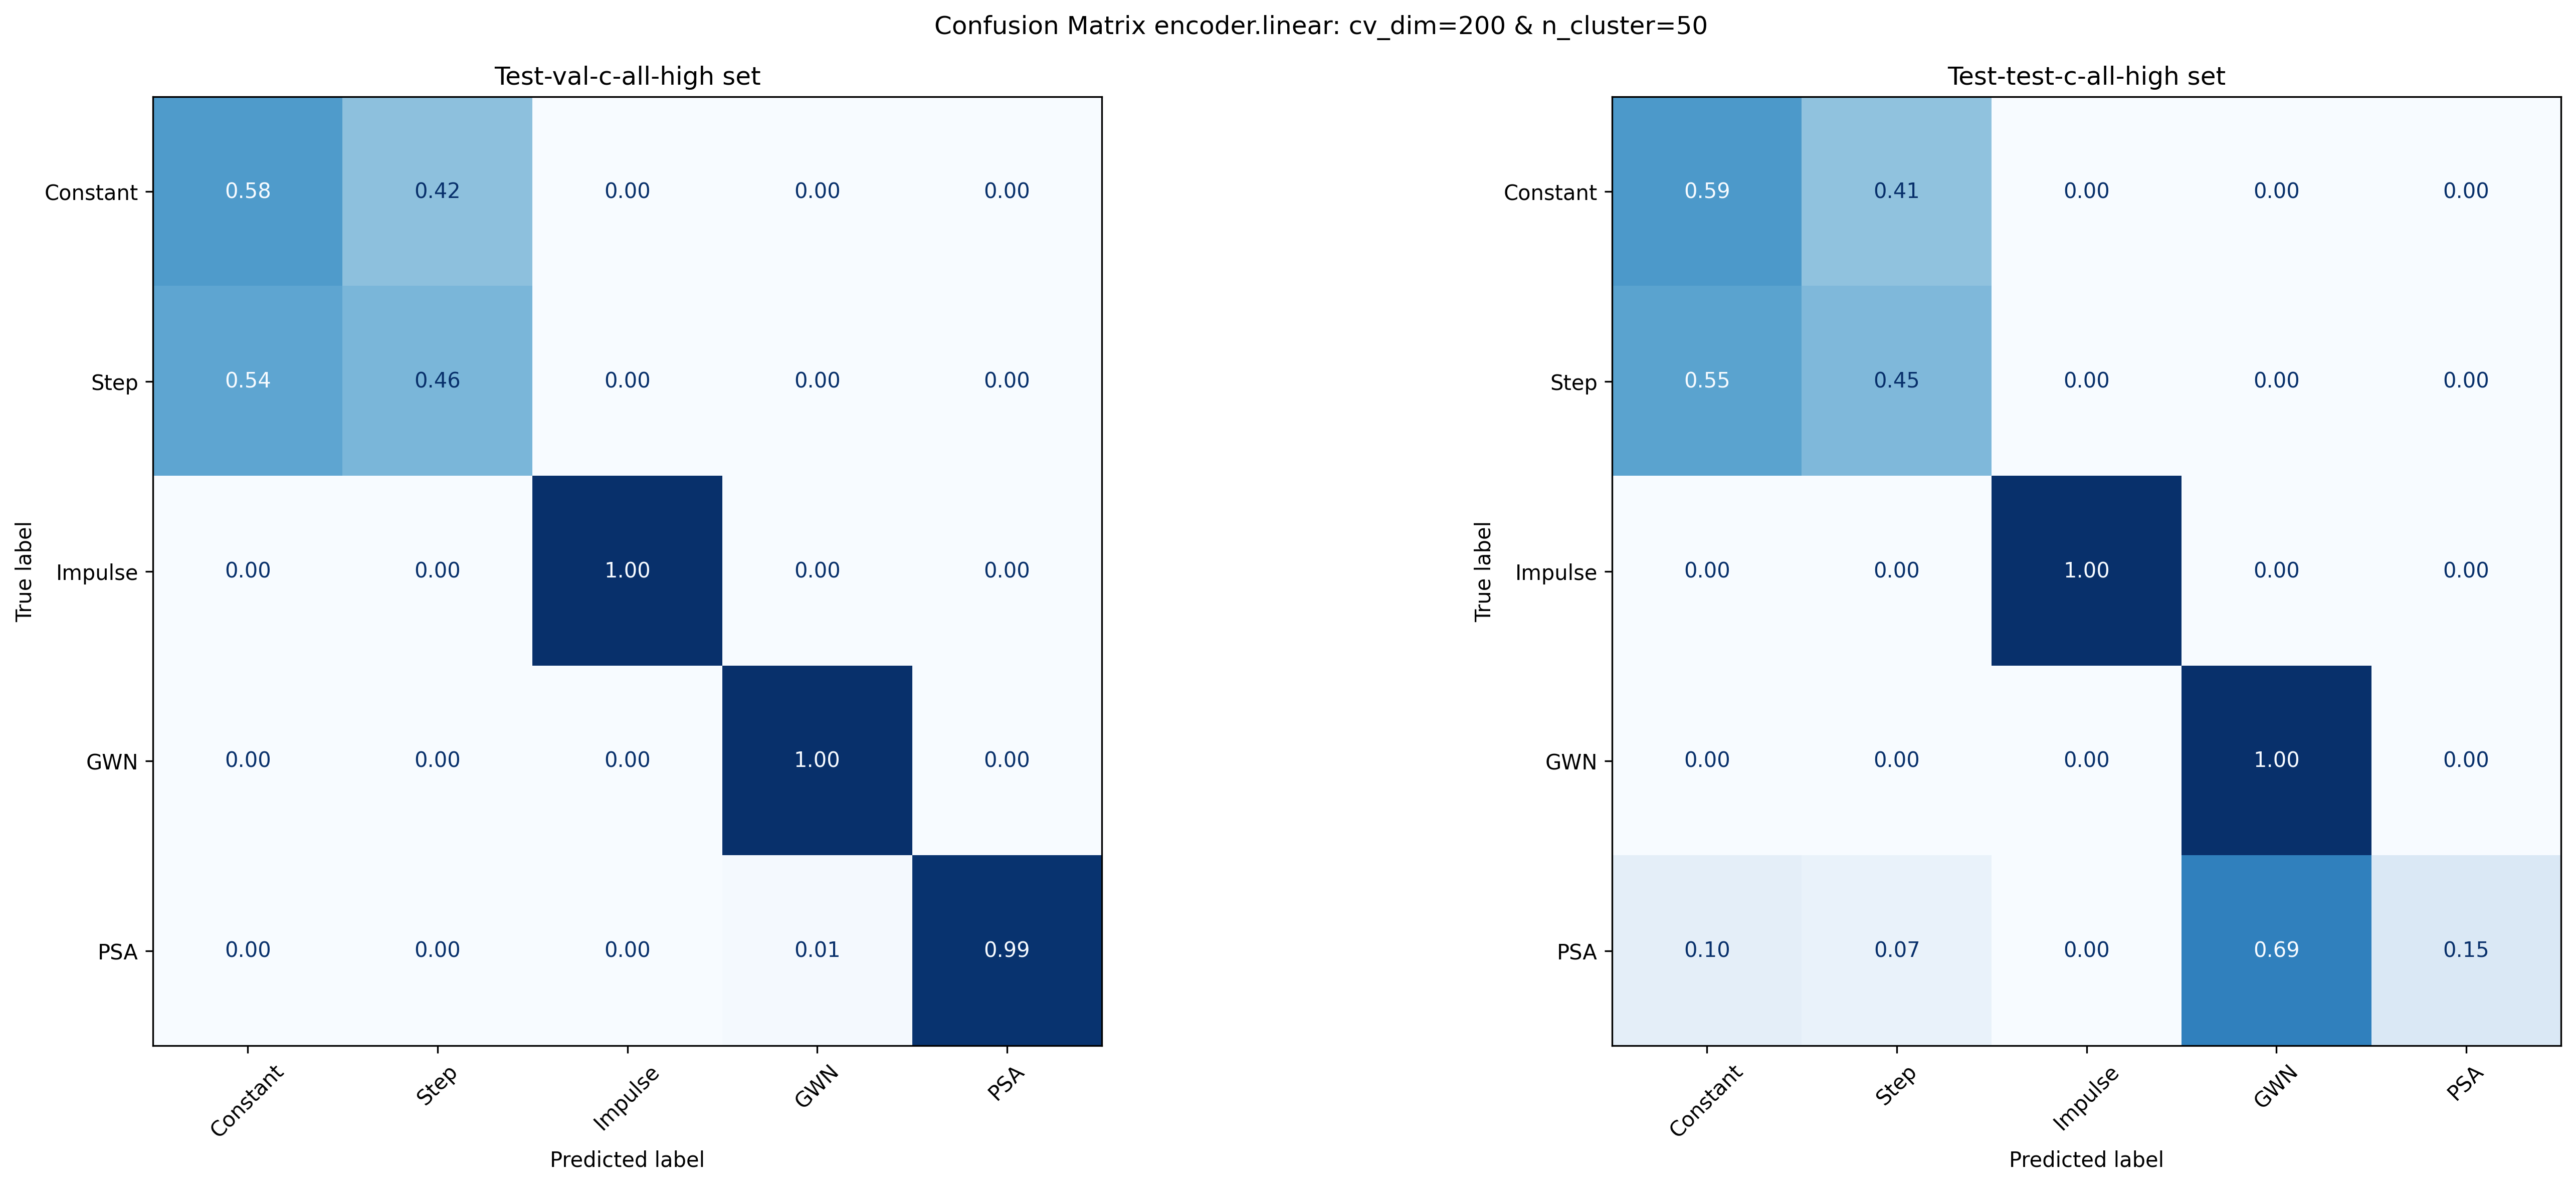 Confusion Matrix encoder.linear: cv_dim=200 & n_cluster=50
Test-val-c-all-high set
Constant 0.58 0.42 0.00 0.00 0.00
Step 0.54 0.46 0.00 0.00 0.00
Impulse 0.00 0.00 1.00 0.00 0.00
GWN 0.00 0.00 0.00 1.00 0.00
PSA 0.00 0.00 0.00 0.01 0.99
True label
Constant Step Impulse GWN PSA
Predicted label
Test-test-c-all-high set
Constant 0.59 0.41 0.00 0.00 0.00
Step 0.55 0.45 0.00 0.00 0.00
Impulse 0.00 0.00 1.00 0.00 0.00
GWN 0.00 0.00 0.00 1.00 0.00
PSA 0.10 0.07 0.00 0.69 0.15
True label
Constant Step Impulse GWN PSA
Predicted label